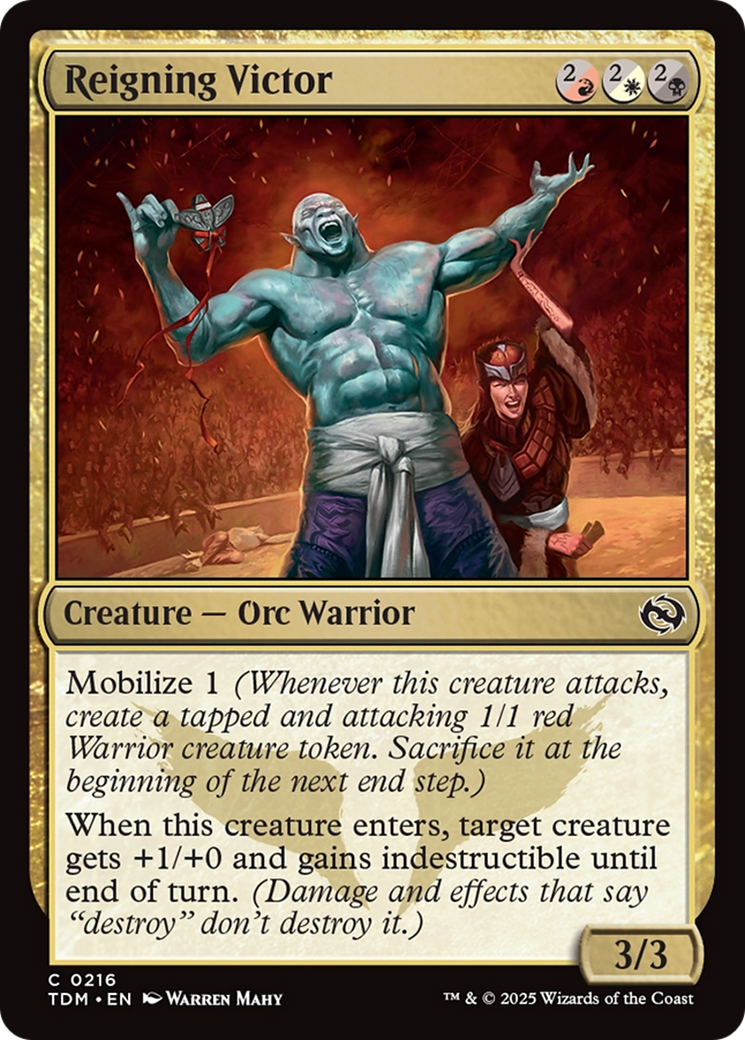 Reigning Victor
2 2 2
Creature — Orc Warrior
Mobilize 1 (Whenever this creature attacks,
create a tapped and attacking 1/1 red
Warrior creature token. Sacrifice it at the
beginning of the next end step.)
When this creature enters, target creature
gets +1/+0 and gains indestructible until
end of turn. (Damage and effects that say
“destroy” don’t destroy it.)
3/3
C 0216
TDM • EN Warren Mahy
™ & © 2025 Wizards of the Coast